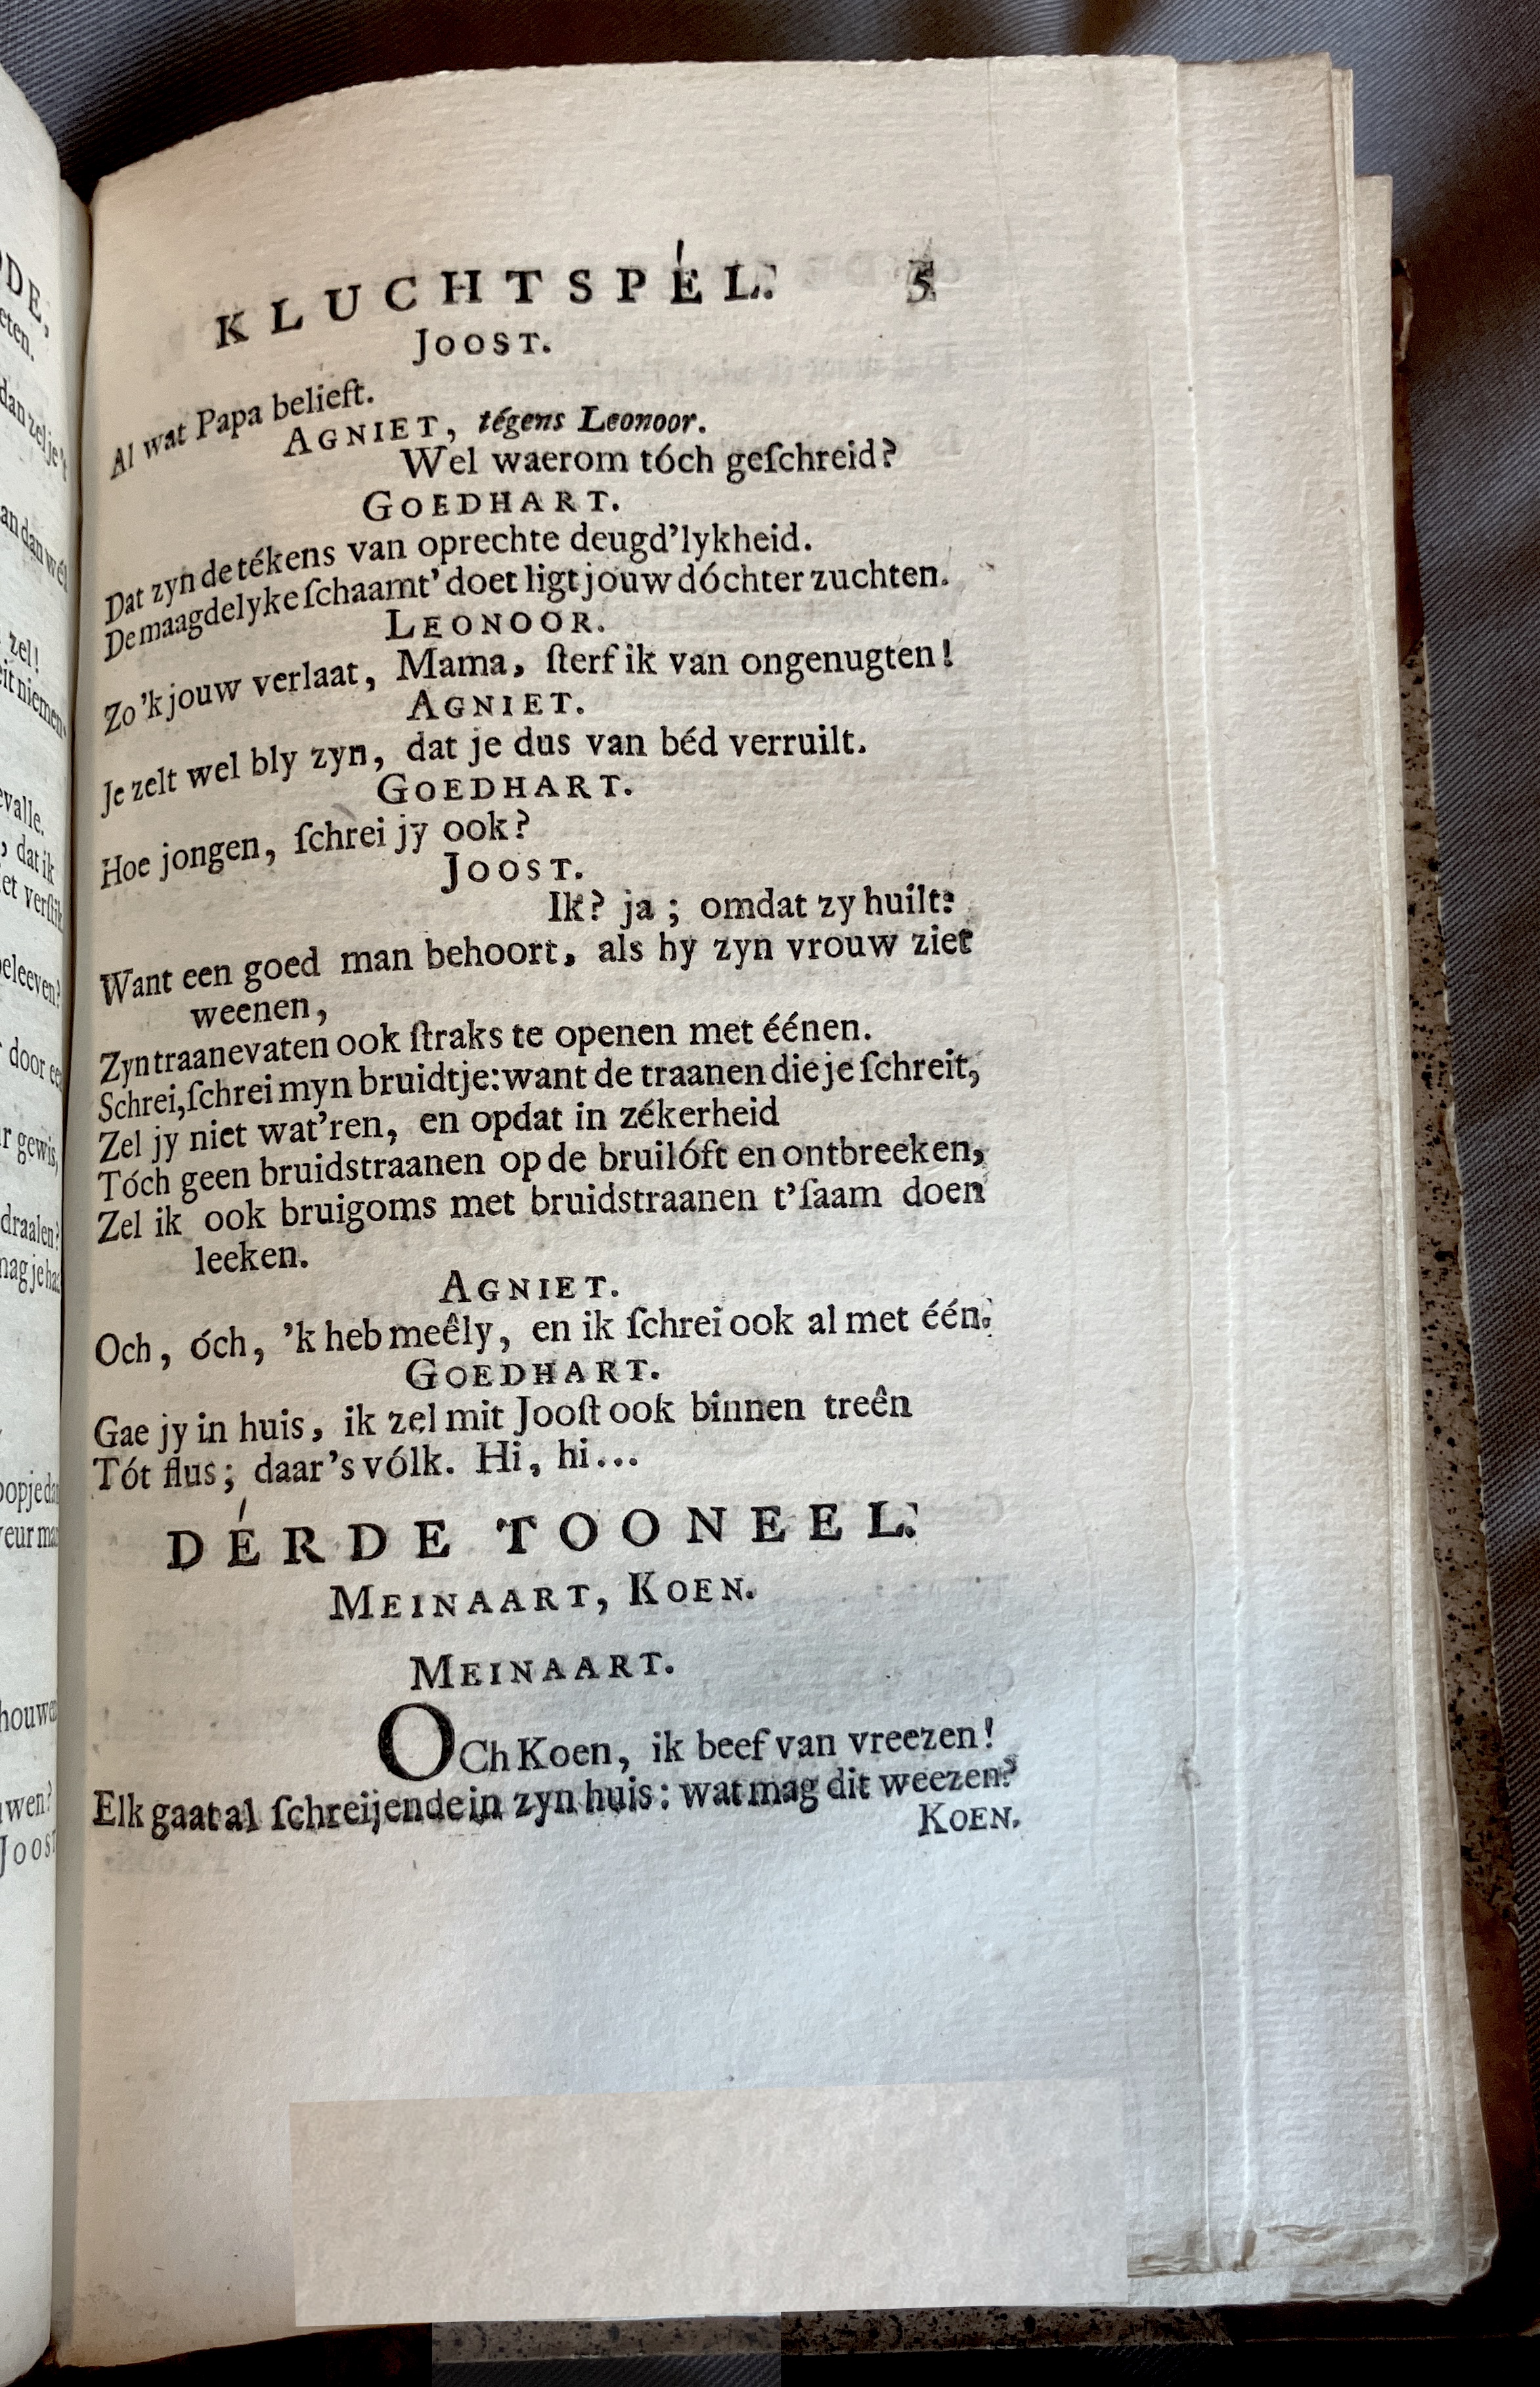 KLUCHTSPÉL. 5
JOOST.
Al wat Papa belieft.
AGNIET, tégens Leonoor.
Wel waerom tóch geſchreid?
GOEDHART.
Dat zyn de tékens van oprechte deugd'lykheid.
De maagdelyke ſchaamt' doet ligt jouw dóchter zuchten.
LEONOOR.
Zo 'k jouw verlaat, Mama, ſterf ik van ongenugten!
AGNIET.
Je zelt wel bly zyn, dat je dus van béd verruilt.
GOEDHART.
Hoe jongen, ſchrei jy ook?
JOOST.
Ik? ja; omdat zy huilt:
Want een goed man behoort, als hy zyn vrouw ziet
weenen,
Zyn traanevaten ook ſtraks te openen met éénen.
Schrei, ſchrei myn bruidtje: want de traanen die je ſchreit,
Zel jy niet wat'ren, en opdat in zékerheid
Tóch geen bruidstraanen op de bruilóft en ontbreeken,
Zel ik ook bruigoms met bruidstraanen t'ſaam doen
leeken.
AGNIET.
Och, óch, 'k heb meêly, en ik ſchrei ook al met één.
GOEDHART.
Gae jy in huis, ik zel mit Jooſt ook binnen treên
Tót flus; daar's vólk. Hi, hi...
DÉRDE TOONEEL.
MEINAART, KOEN.
MEINAART.
OCh Koen, ik beef van vreezen!
Elk gaat al ſchreijende in zyn huis: wat mag dit weezen?
KOEN.